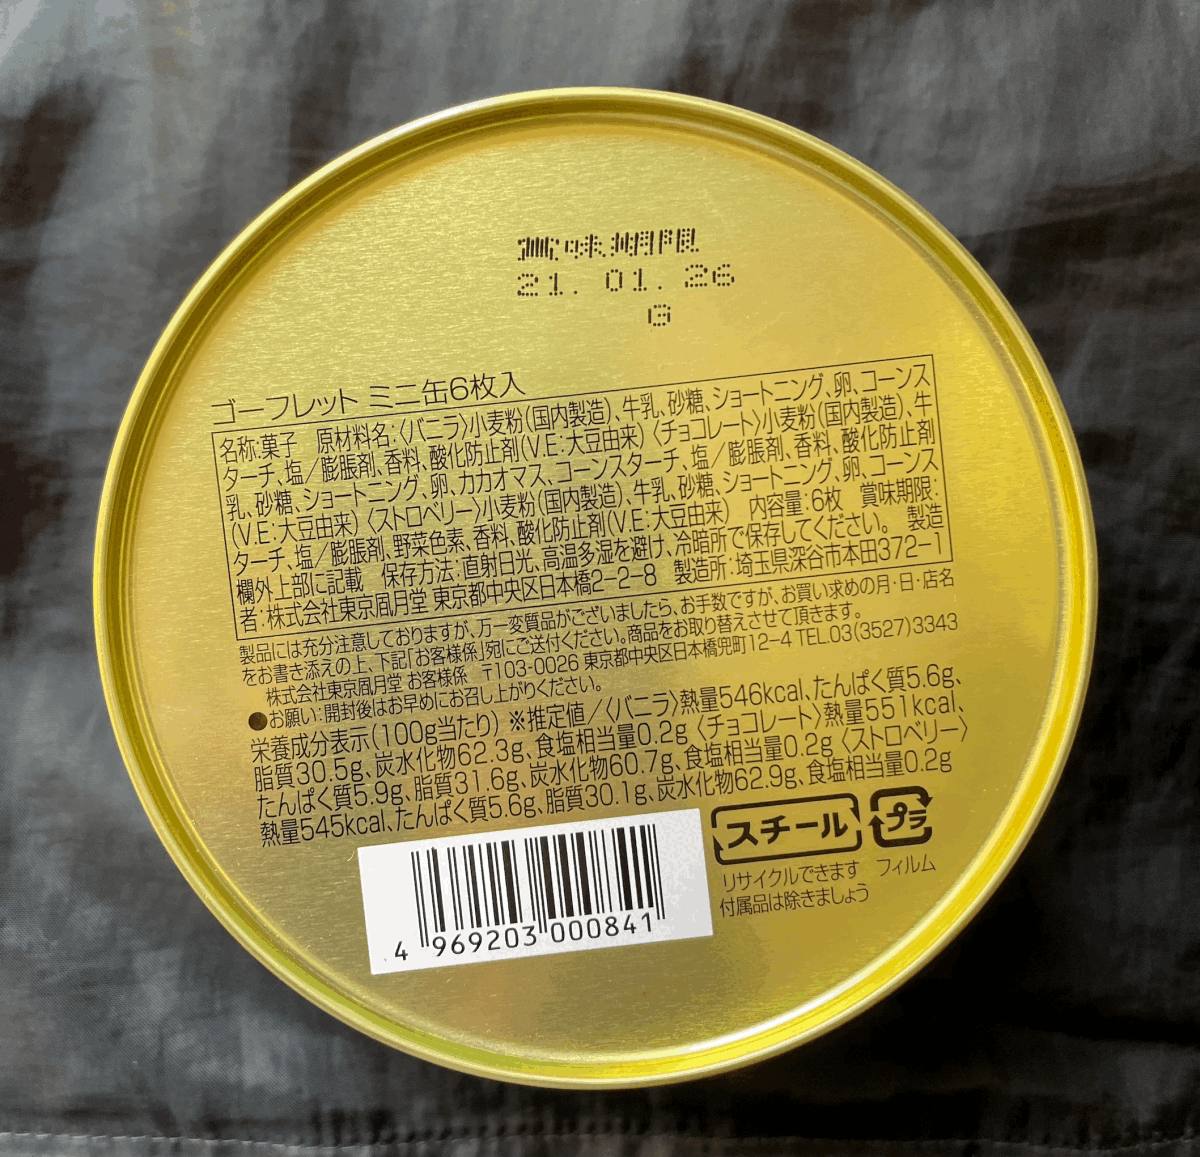 賞味期限
21. 01. 26
G
ゴーフレット ミニ缶6枚入
名称:菓子 原材料名:〈バニラ〉小麦粉(国内製造)、牛乳、砂糖、ショートニング、卵、コーンス
ターチ、塩/膨脹剤、香料、酸化防止剤(V.E:大豆由来)〈チョコレート〉小麦粉(国内製造)、牛
乳、砂糖、ショートニング、卵、カカオマス、コーンスターチ、塩/膨脹剤、香料、酸化防止剤
(V.E:大豆由来)〈ストロベリー〉小麦粉(国内製造)、牛乳、砂糖、ショートニング、卵、コーンス
ターチ、塩/膨脹剤、野菜色素、香料、酸化防止剤(V.E:大豆由来) 内容量:6枚 賞味期限:
欄外上部に記載 保存方法:直射日光、高温多湿を避け、冷暗所で保存してください。 製造
者:株式会社東京凮月堂 東京都中央区日本橋2-2-8 製造所:埼玉県深谷市本田372-1
製品には充分注意しておりますが、万一変質品がございましたら、お手数ですが、お買い求めの月・日・店名
をお書き添えの上、下記「お客様係」宛にご送付ください。商品をお取り替えさせて頂きます。
株式会社東京凮月堂 お客様係 〒103-0026 東京都中央区日本橋兜町12-4 TEL.03(3527)3343
●お願い:開封後はお早めにお召し上がりください。
栄養成分表示(100g当たり) ※推定値/〈バニラ〉熱量546kcal、たんぱく質5.6g、
脂質30.5g、炭水化物62.3g、食塩相当量0.2g〈チョコレート〉熱量551kcal、
たんぱく質5.9g、脂質31.6g、炭水化物60.7g、食塩相当量0.2g〈ストロベリー〉
熱量545kcal、たんぱく質5.6g、脂質30.1g、炭水化物62.9g、食塩相当量0.2g
スチール プラ
リサイクルできます フィルム
付属品は除きましょう
4 969203 000841